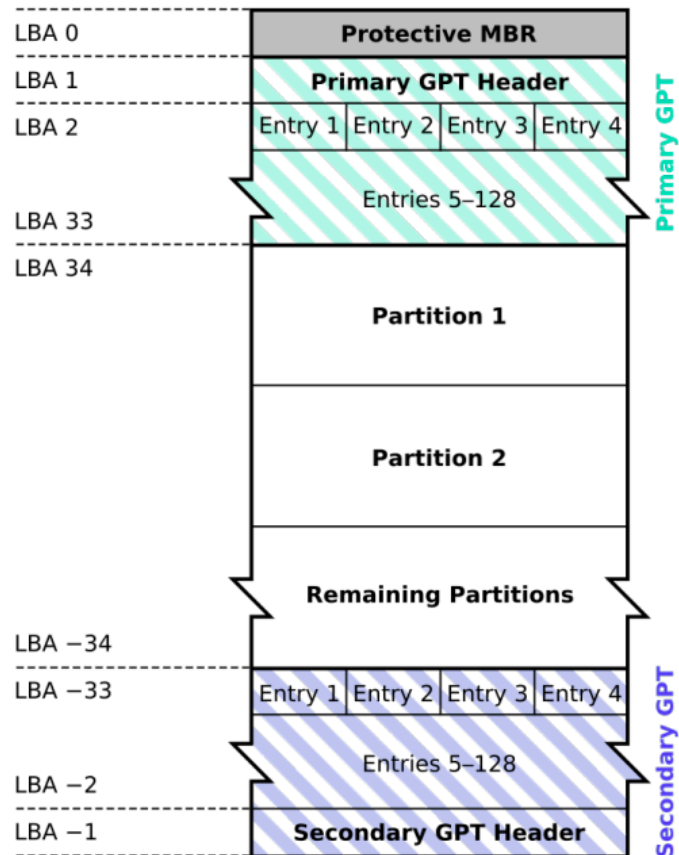 LBA 0
Protective MBR
LBA 1
Primary GPT Header
LBA 2
Entry 1 Entry 2 Entry 3 Entry 4
Entries 5–128
LBA 33
Primary GPT
LBA 34
Partition 1
Partition 2
Remaining Partitions
LBA −34
LBA −33
Entry 1 Entry 2 Entry 3 Entry 4
Entries 5–128
LBA −2
LBA −1
Secondary GPT Header
Secondary GPT